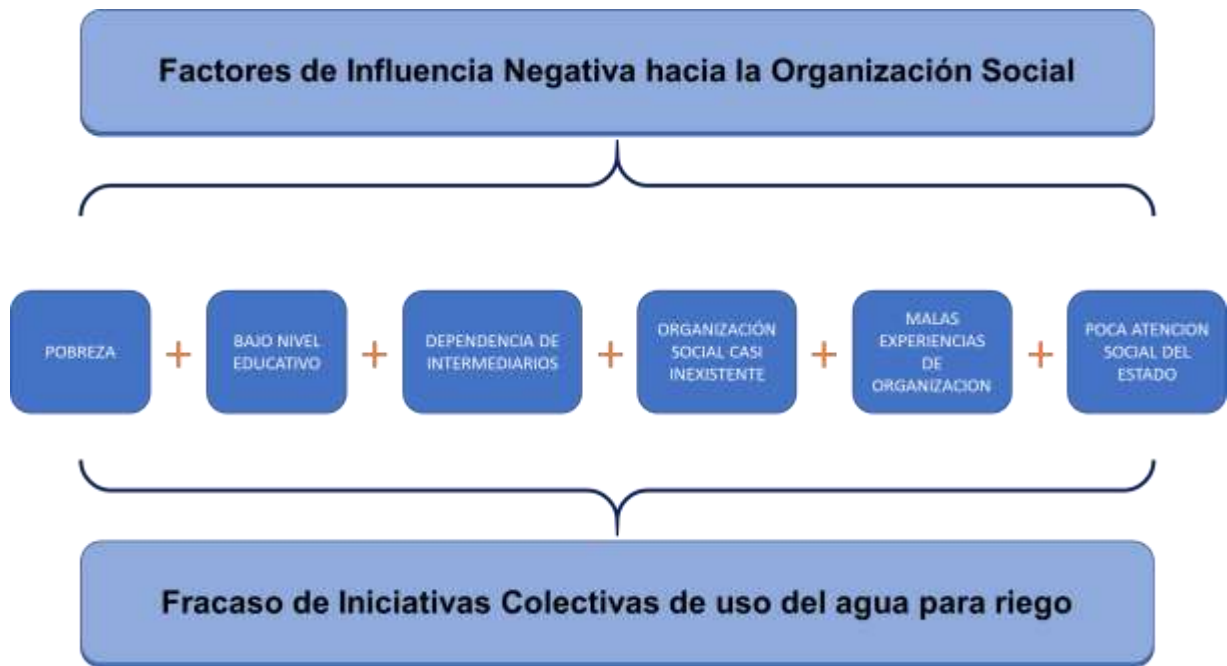 Factores de Influencia Negativa hacia la Organización Social
POBREZA
+
BAJO NIVEL
EDUCATIVO
+
DEPENDENCIA DE
INTERMEDIARIOS
+
ORGANIZACIÓN
SOCIAL CASI
INEXISTENTE
+
MALAS
EXPERIENCIAS
DE
ORGANIZACION
+
POCA ATENCION
SOCIAL DEL
ESTADO
Fracaso de Iniciativas Colectivas de uso del agua para riego